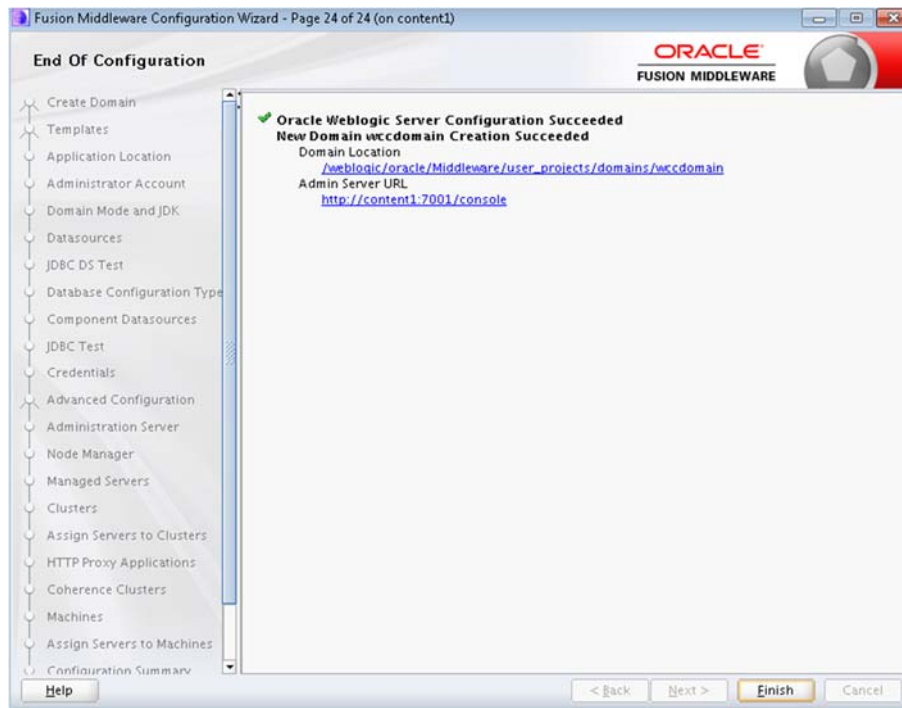 Fusion Middleware Configuration Wizard - Page 24 of 24 (on content1)
End Of Configuration
ORACLE
FUSION MIDDLEWARE
Create Domain
Templates
Application Location
Administrator Account
Domain Mode and JDK
Datasources
JDBC DS Test
Database Configuration Type
Component Datasources
JDBC Test
Credentials
Advanced Configuration
Administration Server
Node Manager
Managed Servers
Clusters
Assign Servers to Clusters
HTTP Proxy Applications
Coherence Clusters
Machines
Assign Servers to Machines
Configuration Summary
Oracle Weblogic Server Configuration Succeeded
New Domain wccdomain Creation Succeeded
Domain Location
/weblogic/oracle/Middleware/user_projects/domains/wccdomain
Admin Server URL
http://content1:7001/console
Help
< Back
Next >
Finish
Cancel